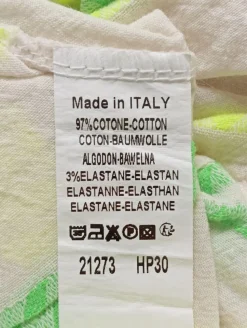 Made in ITALY
97%COTONE-COTTON
COTON-BAUMWOLLE
ALGODON-BAWELNA
3%ELASTANE-ELASTAN
ELASTANNE-ELASTHAN
ELASTANE-ELASTANE
21273 HP30